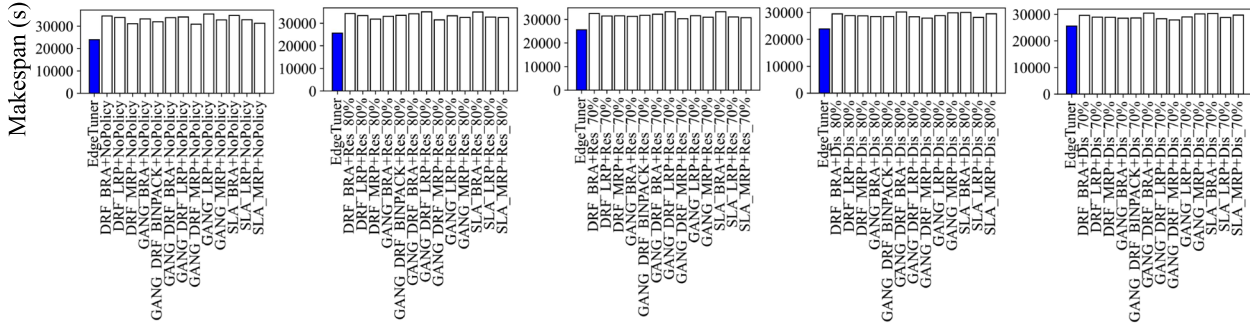 Makespan (s)
30000
20000
10000
0
EdgeTuner
DRF_BRA+NoPolicy
DRF_LRP+NoPolicy
DRF_MRP+NoPolicy
GANG_BRA+NoPolicy
GANG_DRF_BINPACK+NoPolicy
GANG_DRF_BRA+NoPolicy
GANG_DRF_LRP+NoPolicy
GANG_DRF_MRP+NoPolicy
GANG_LRP+NoPolicy
GANG_MRP+NoPolicy
SLA_BRA+NoPolicy
SLA_LRP+NoPolicy
SLA_MRP+NoPolicy
30000
20000
10000
0
EdgeTuner
DRF_BRA+Res_80%
DRF_LRP+Res_80%
DRF_MRP+Res_80%
GANG_BRA+Res_80%
GANG_DRF_BINPACK+Res_80%
GANG_DRF_BRA+Res_80%
GANG_DRF_LRP+Res_80%
GANG_DRF_MRP+Res_80%
GANG_LRP+Res_80%
GANG_MRP+Res_80%
SLA_BRA+Res_80%
SLA_LRP+Res_80%
SLA_MRP+Res_80%
30000
20000
10000
0
EdgeTuner
DRF_BRA+Res_70%
DRF_LRP+Res_70%
DRF_MRP+Res_70%
GANG_BRA+Res_70%
GANG_DRF_BINPACK+Res_70%
GANG_DRF_BRA+Res_70%
GANG_DRF_LRP+Res_70%
GANG_DRF_MRP+Res_70%
GANG_LRP+Res_70%
GANG_MRP+Res_70%
SLA_BRA+Res_70%
SLA_LRP+Res_70%
SLA_MRP+Res_70%
30000
20000
10000
0
EdgeTuner
DRF_BRA+Dis_80%
DRF_LRP+Dis_80%
DRF_MRP+Dis_80%
GANG_BRA+Dis_80%
GANG_DRF_BINPACK+Dis_80%
GANG_DRF_BRA+Dis_80%
GANG_DRF_LRP+Dis_80%
GANG_DRF_MRP+Dis_80%
GANG_LRP+Dis_80%
GANG_MRP+Dis_80%
SLA_BRA+Dis_80%
SLA_LRP+Dis_80%
SLA_MRP+Dis_80%
30000
20000
10000
0
EdgeTuner
DRF_BRA+Dis_70%
DRF_LRP+Dis_70%
DRF_MRP+Dis_70%
GANG_BRA+Dis_70%
GANG_DRF_BINPACK+Dis_70%
GANG_DRF_BRA+Dis_70%
GANG_DRF_LRP+Dis_70%
GANG_DRF_MRP+Dis_70%
GANG_LRP+Dis_70%
GANG_MRP+Dis_70%
SLA_BRA+Dis_70%
SLA_LRP+Dis_70%
SLA_MRP+Dis_70%